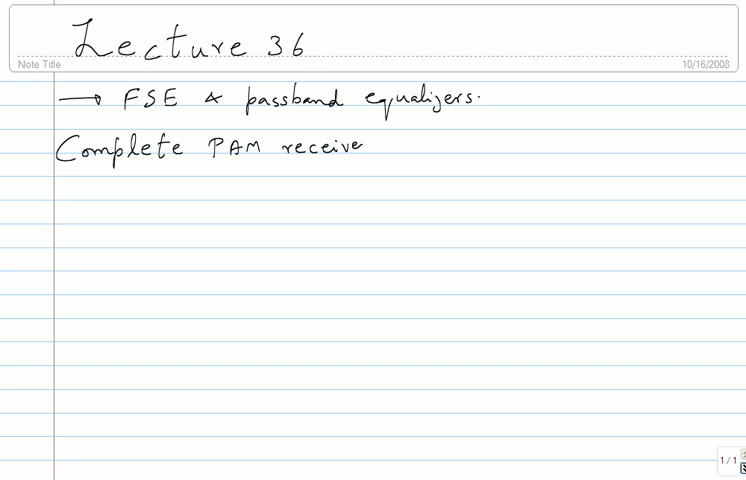 Lecture 36
Note Title
10/16/2008
→ FSE & passband equalizers.
Complete PAM receive
1/1